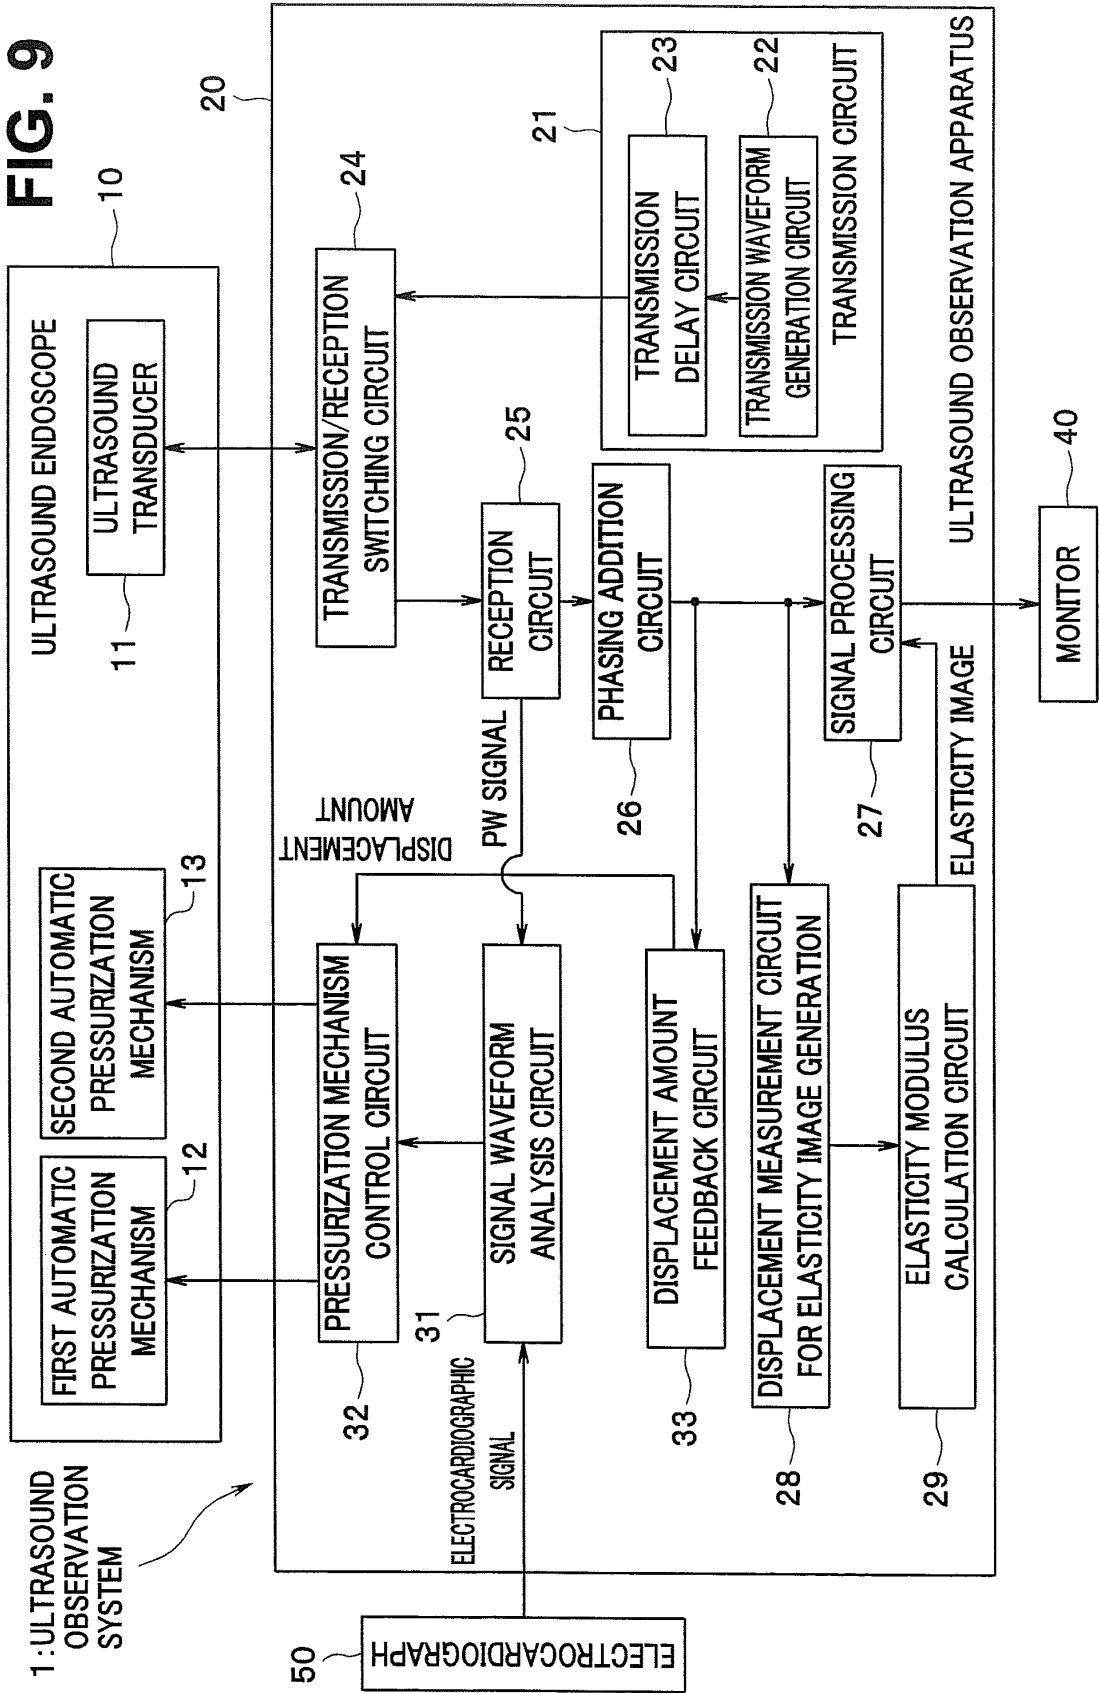 FIG. 9
1:ULTRASOUND
OBSERVATION
SYSTEM
ULTRASOUND ENDOSCOPE
10
FIRST AUTOMATIC
PRESSURIZATION
MECHANISM
12
SECOND AUTOMATIC
PRESSURIZATION
MECHANISM
13
11
ULTRASOUND
TRANSDUCER
20
PRESSURIZATION MECHANISM
CONTROL CIRCUIT
32
DISPLACEMENT
AMOUNT
TRANSMISSION/RECEPTION
SWITCHING CIRCUIT
24
50
ELECTROCARDIOGRAPH
ELECTROCARDIOGRAPHIC
SIGNAL
31
SIGNAL WAVEFORM
ANALYSIS CIRCUIT
PW SIGNAL
RECEPTION
CIRCUIT
25
PHASING ADDITION
CIRCUIT
26
21
TRANSMISSION
DELAY CIRCUIT
23
TRANSMISSION WAVEFORM
GENERATION CIRCUIT
22
TRANSMISSION CIRCUIT
DISPLACEMENT AMOUNT
FEEDBACK CIRCUIT
33
DISPLACEMENT MEASUREMENT CIRCUIT
FOR ELASTICITY IMAGE GENERATION
28
SIGNAL PROCESSING
CIRCUIT
27
ELASTICITY MODULUS
CALCULATION CIRCUIT
29
ELASTICITY IMAGE
ULTRASOUND OBSERVATION APPARATUS
MONITOR
40